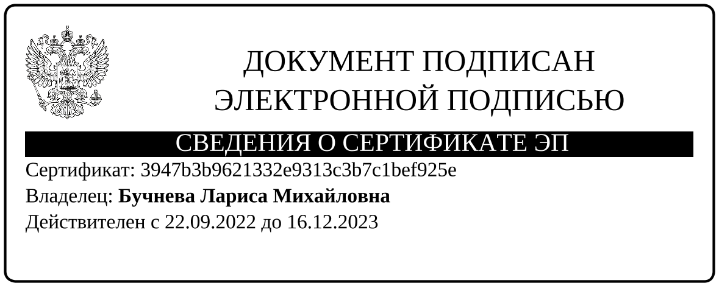 ДОКУМЕНТ ПОДПИСАН
ЭЛЕКТРОННОЙ ПОДПИСЬЮ
СВЕДЕНИЯ О СЕРТИФИКАТЕ ЭП
Сертификат: 3947b3b9621332e9313c3b7c1bef925e
Владелец: Бучнева Лариса Михайловна
Действителен с 22.09.2022 до 16.12.2023